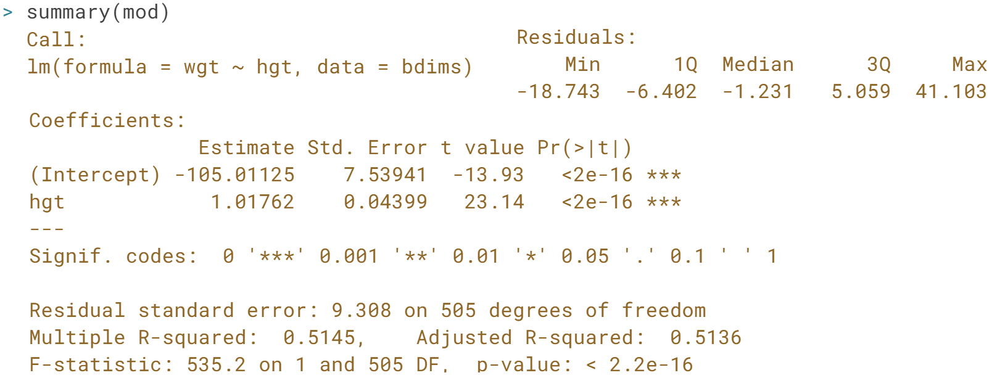 > summary(mod)
Call:
lm(formula = wgt ~ hgt, data = bdims)
Residuals:
Min 1Q Median 3Q Max
-18.743 -6.402 -1.231 5.059 41.103
Coefficients:
Estimate Std. Error t value Pr(>|t|)
(Intercept) -105.01125 7.53941 -13.93 <2e-16 ***
hgt 1.01762 0.04399 23.14 <2e-16 ***
---
Signif. codes: 0 '***' 0.001 '**' 0.01 '*' 0.05 '.' 0.1 ' ' 1
Residual standard error: 9.308 on 505 degrees of freedom
Multiple R-squared: 0.5145, Adjusted R-squared: 0.5136
F-statistic: 535.2 on 1 and 505 DF, p-value: < 2.2e-16